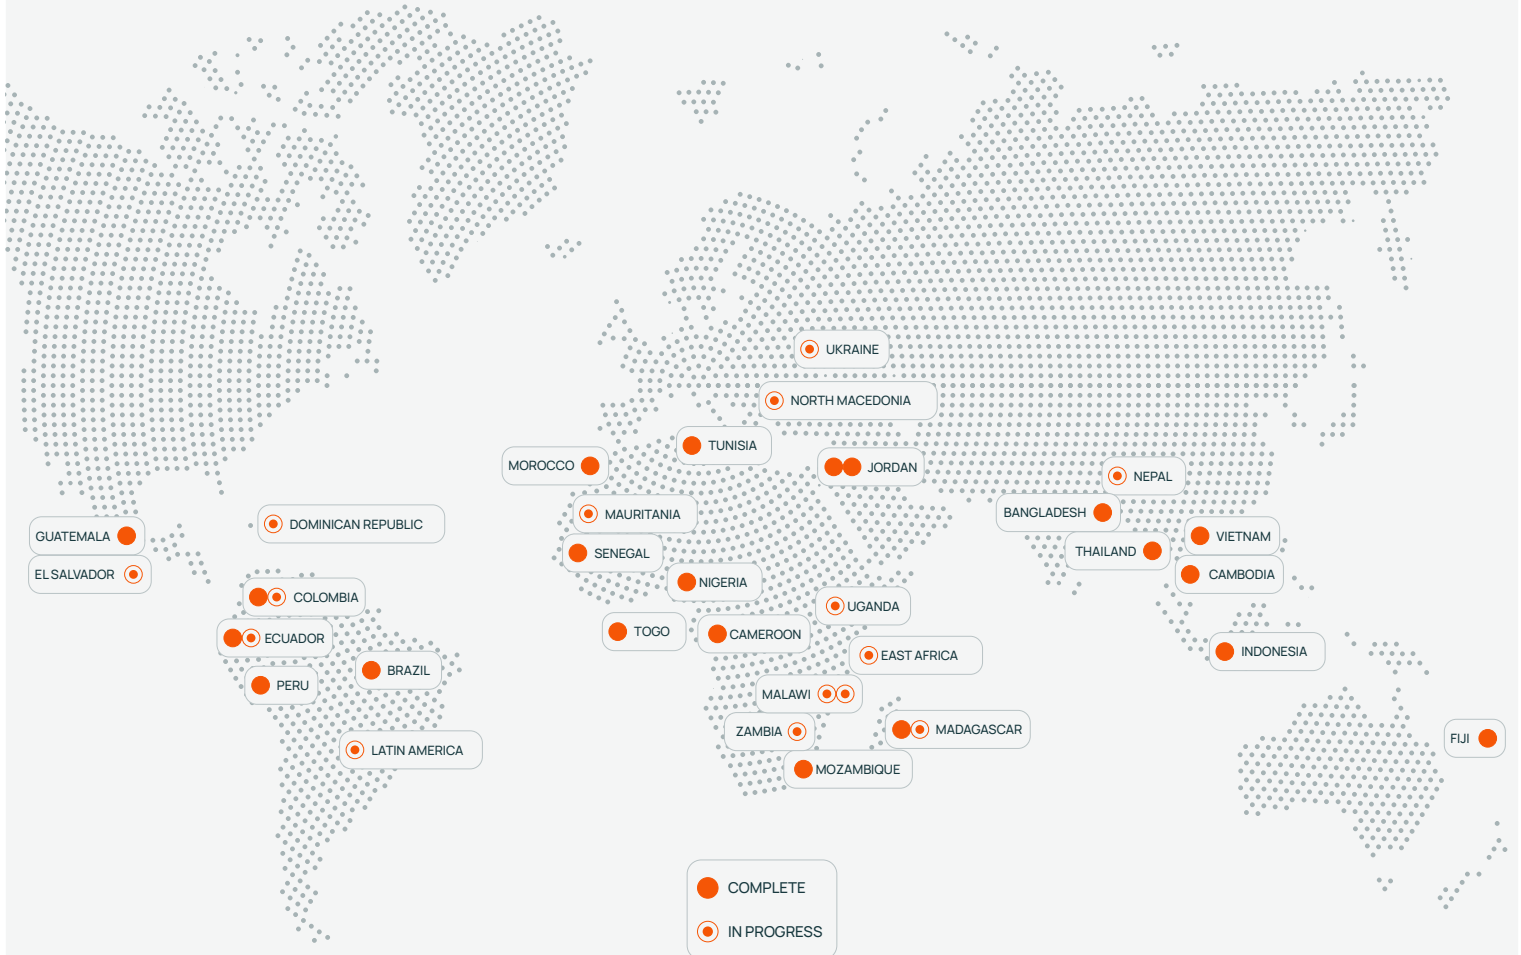 UKRAINE
NORTH MACEDONIA
TUNISIA
MOROCCO
JORDAN
NEPAL
MAURITANIA
BANGLADESH
DOMINICAN REPUBLIC
GUATEMALA
VIETNAM
SENEGAL
THAILAND
EL SALVADOR
CAMBODIA
NIGERIA
COLOMBIA
UGANDA
TOGO
CAMEROON
ECUADOR
INDONESIA
EAST AFRICA
BRAZIL
PERU
MALAWI
ZAMBIA
MADAGASCAR
FIJI
LATIN AMERICA
MOZAMBIQUE
COMPLETE
IN PROGRESS